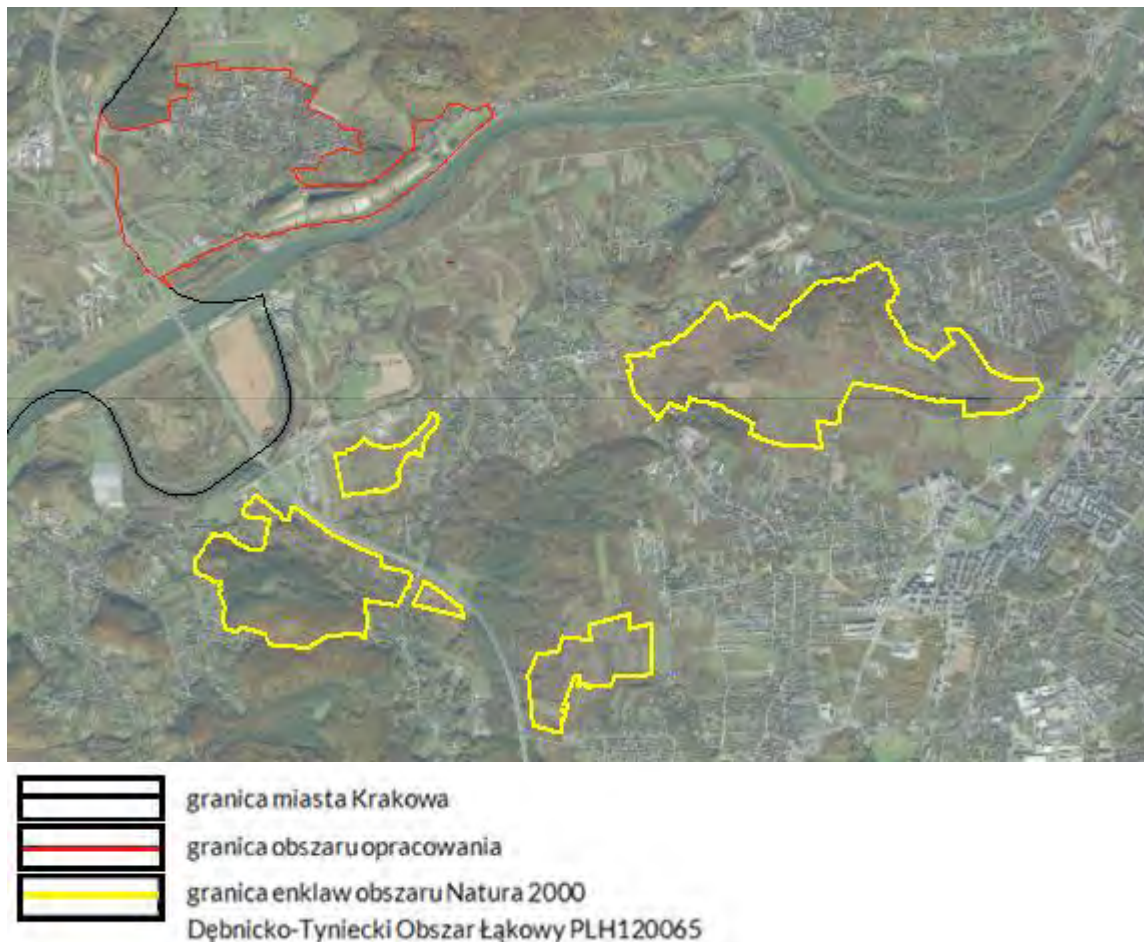 granica miasta Krakowa
granica obszaru opracowania
granica enklaw obszaru Natura 2000
Dębnicko-Tyniecki Obszar Łąkowy PLH120065